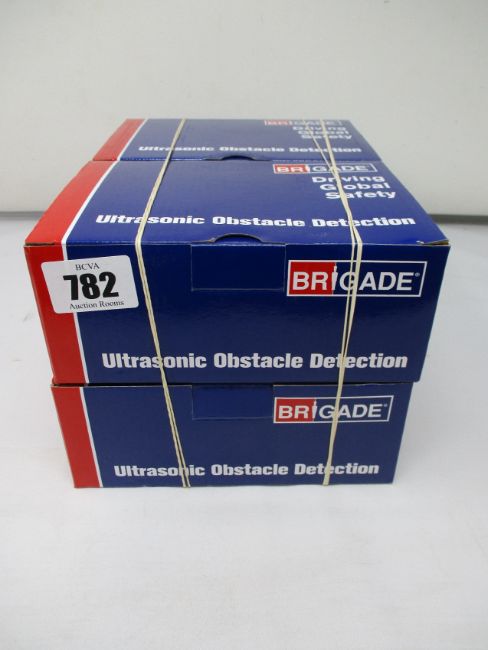 BRIGADE
Driving
Global
Safety
Ultrasonic Obstacle Detection
BRIGADE
Driving
Global
Safety
Ultrasonic Obstacle Detection
BCVA
782
Auction Rooms
BRIGADE®
Ultrasonic Obstacle Detection
BRIGADE®
Ultrasonic Obstacle Detection